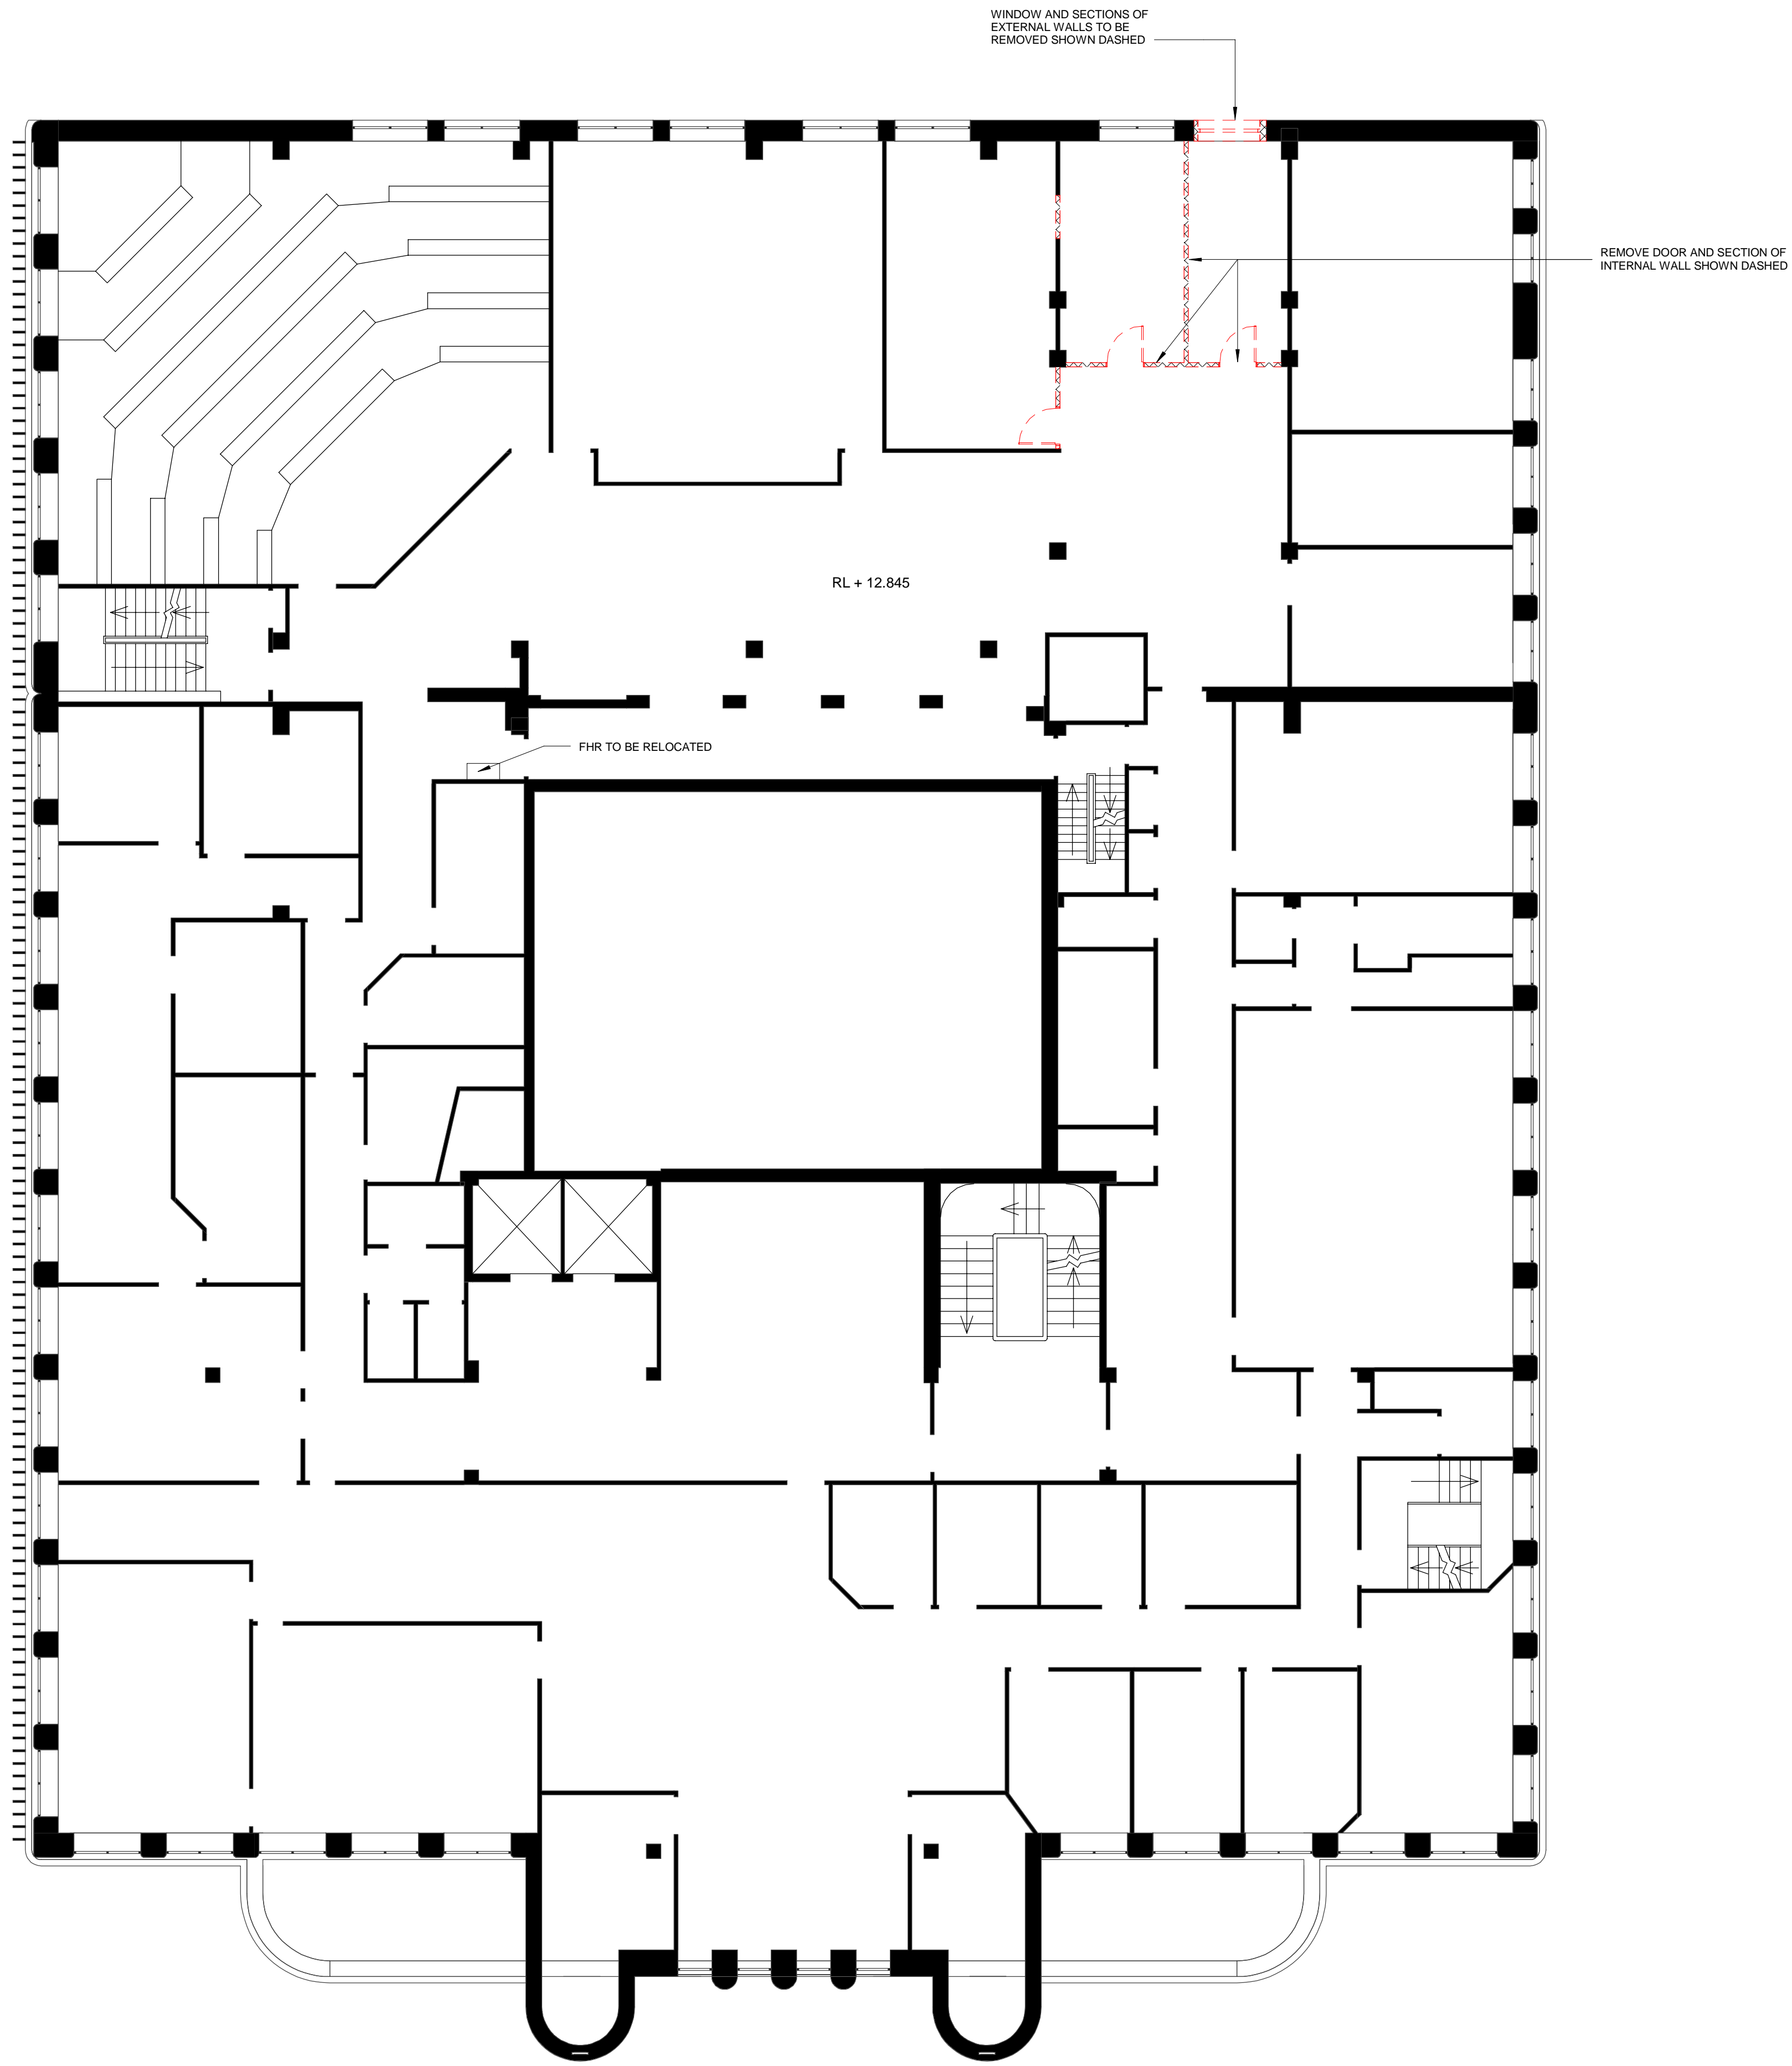 WINDOW AND SECTIONS OF
EXTERNAL WALLS TO BE
REMOVED SHOWN DASHED
REMOVE DOOR AND SECTION OF
INTERNAL WALL SHOWN DASHED
RL + 12.845
FHR TO BE RELOCATED